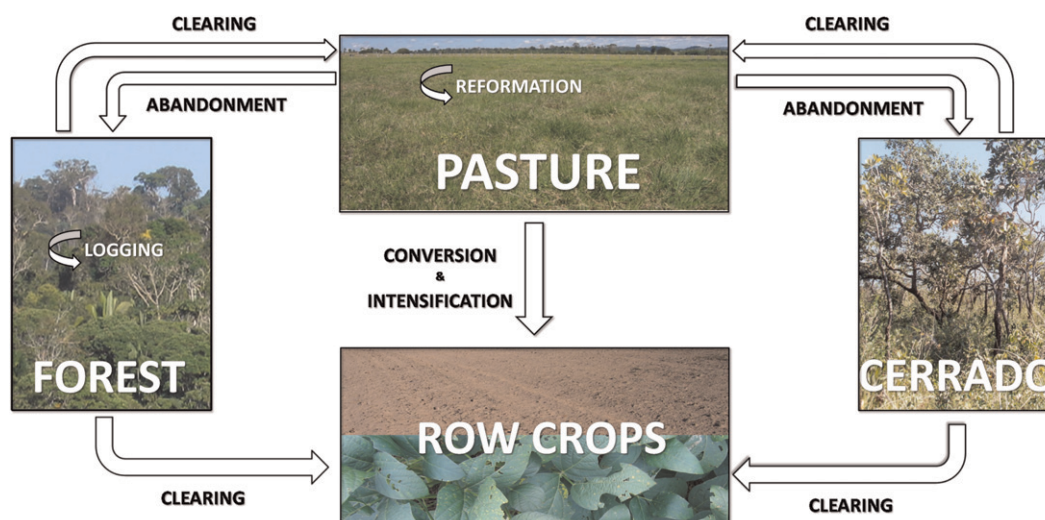 CLEARING
CLEARING
ABANDONMENT
REFORMATION
ABANDONMENT
PASTURE
LOGGING
CONVERSION
&
INTENSIFICATION
FOREST
CERRADO
ROW CROPS
CLEARING
CLEARING